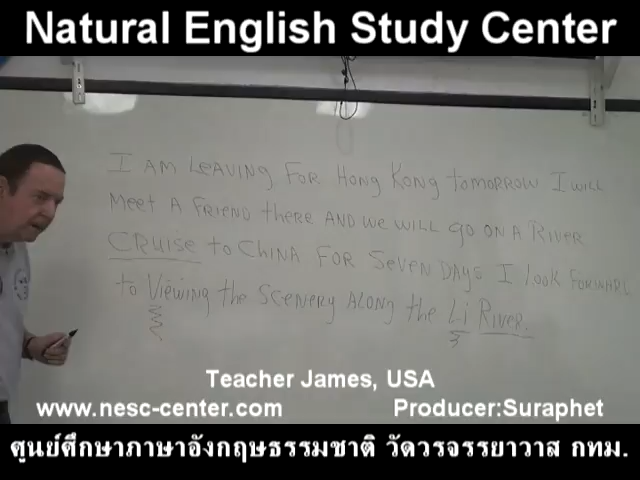 Natural English Study Center
I AM LEAVING FOR HONG KONG tomorrow I WILL
MEET A FRIEND there AND WE WILL GO ON A RIVER
CRUISE to CHINA FOR SEVEN DAYS I look FORWARD
to VIEWING the SCENERY ALONG the Li RIVER.
Teacher James, USA
www.nesc-center.com Producer:Suraphet
ศูนย์ศึกษาภาษาอังกฤษธรรมชาติ วัดวรจรรยาวาส กทม.